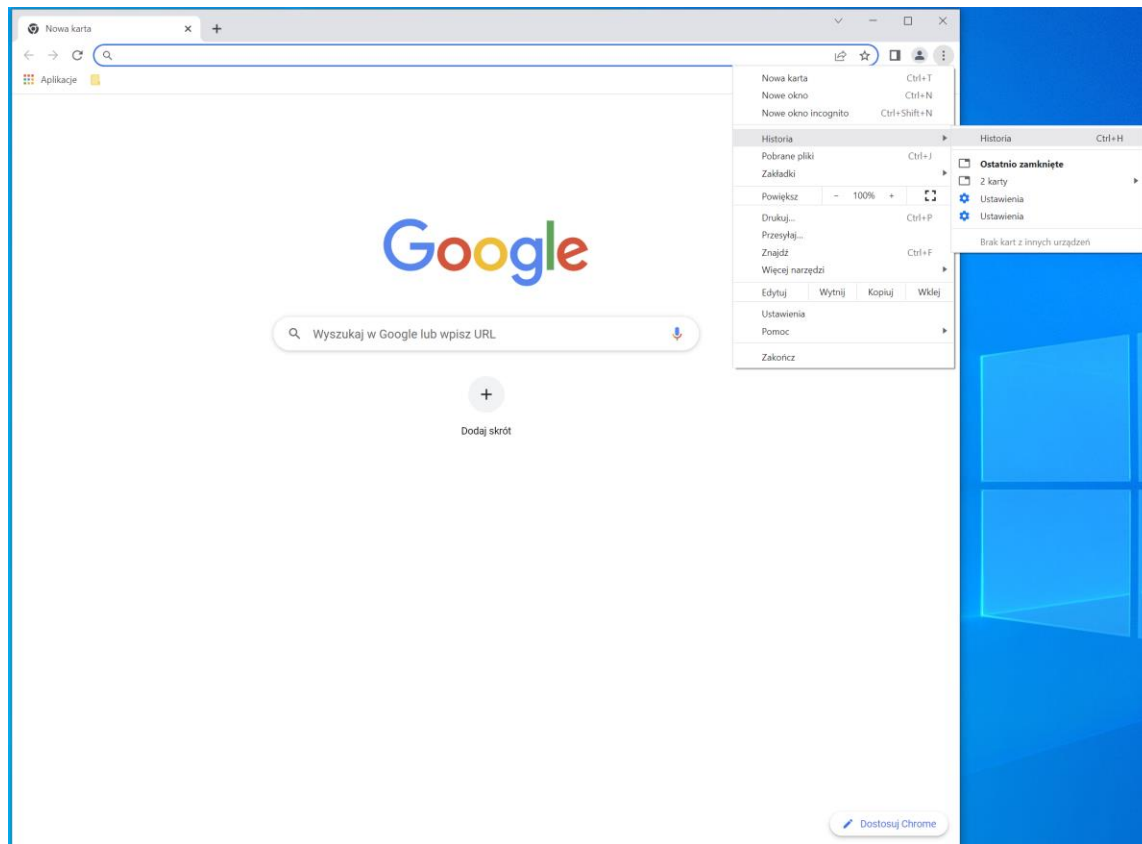 Nowa karta
Aplikacje
Nowa karta Ctrl+T
Nowe okno Ctrl+N
Nowe okno incognito Ctrl+Shift+N
Historia
Pobrane pliki Ctrl+J
Zakładki
Powiększ - 100% +
Drukuj... Ctrl+P
Przesyłaj...
Znajdź Ctrl+F
Więcej narzędzi
Edytuj Wytnij Kopiuj Wklej
Ustawienia
Pomoc
Zakończ
Historia Ctrl+H
Ostatnio zamknięte
2 karty
Ustawienia
Ustawienia
Brak kart z innych urządzeń
Google
Wyszukaj w Google lub wpisz URL
Dodaj skrót
Dostosuj Chrome